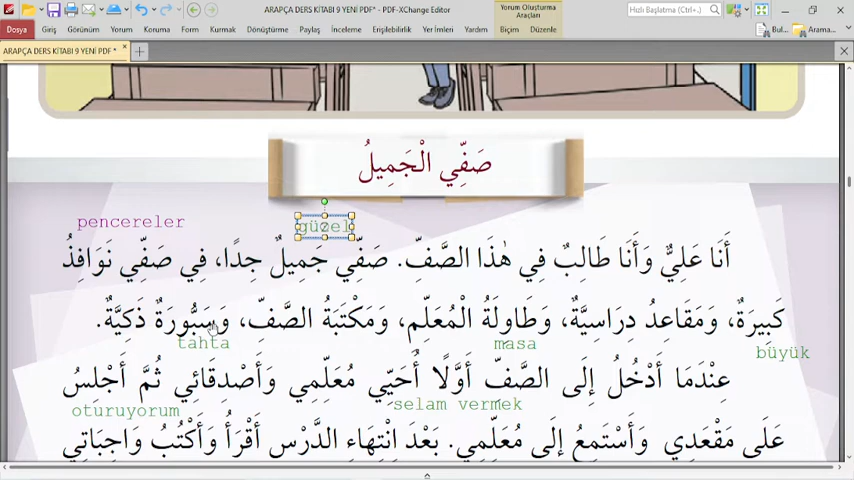 ARAPÇA DERS KİTABI 9 YENİ PDF* - PDF-XChange Editor
Yorum Oluşturma Araçları
Hızlı Başlatma (Ctrl+.)
Dosya Giriş Görünüm Yorum Koruma Form Kurmak Dönüştürme Paylaş İnceleme Erişilebilirlik Yer İmleri Yardım Biçim Düzenle
Bul... Arama...
ARAPÇA DERS KİTABI 9 YENİ PDF *
صَفِّي الْجَمِيلُ
pencereler
güzel
أَنَا عَلِيٌّ وَأَنَا طَالِبٌ فِي هٰذَا الصَّفِّ. صَفِّي جَمِيلٌ جِدًا، فِي صَفِّي نَوَافِذُ
كَبِيرَةٌ، وَمَقَاعِدُ دِرَاسِيَّةٌ، وَطَاوِلَةُ الْمُعَلِّمِ، وَمَكْتَبَةُ الصَّفِّ، وَسَبُّورَةٌ ذَكِيَّةٌ.
tahta
masa
büyük
عِنْدَمَا أَدْخُلُ إِلَى الصَّفِّ أَوَّلًا أُحَيِّي مُعَلِّمِي وَأَصْدِقَائِي ثُمَّ أَجْلِسُ
oturuyorum
selam vermek
عَلَى مَقْعَدِي وَأَسْتَمِعُ إِلَى مُعَلِّمِي. بَعْدَ اِنْتِهَاءِ الدَّرْسِ أَقْرَأُ وَأَكْتُبُ وَاجِبَاتِي